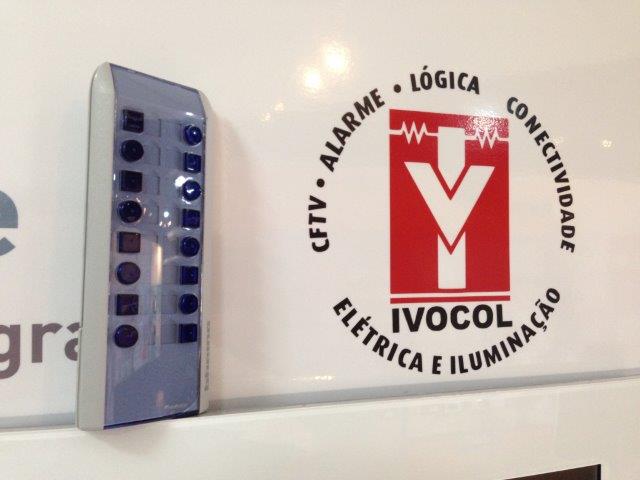 CFTV • ALARME • LÓGICA CONECTIVIDADE
IVOCOL
ELÉTRICA E ILUMINAÇÃO
e
gra